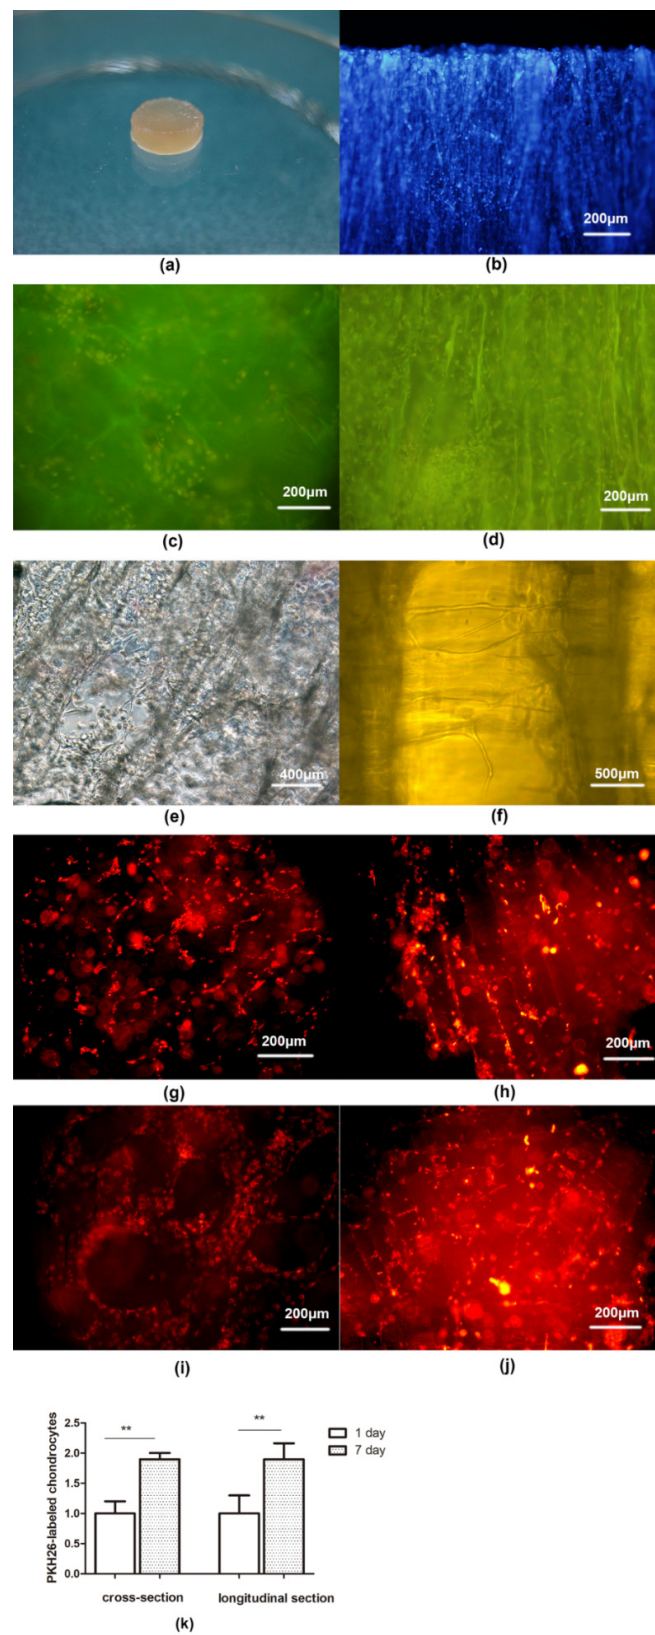 (a)
200µm
(b)
200µm
(c)
200µm
(d)
400µm
(e)
500µm
(f)
200µm
(g)
200µm
(h)
200µm
(i)
200µm
(j)
PKH26-labeled chondrocytes
2.5
2.0
1.5
1.0
0.5
0.0
**
**
1 day
7 day
cross-section
longitudinal section
(k)